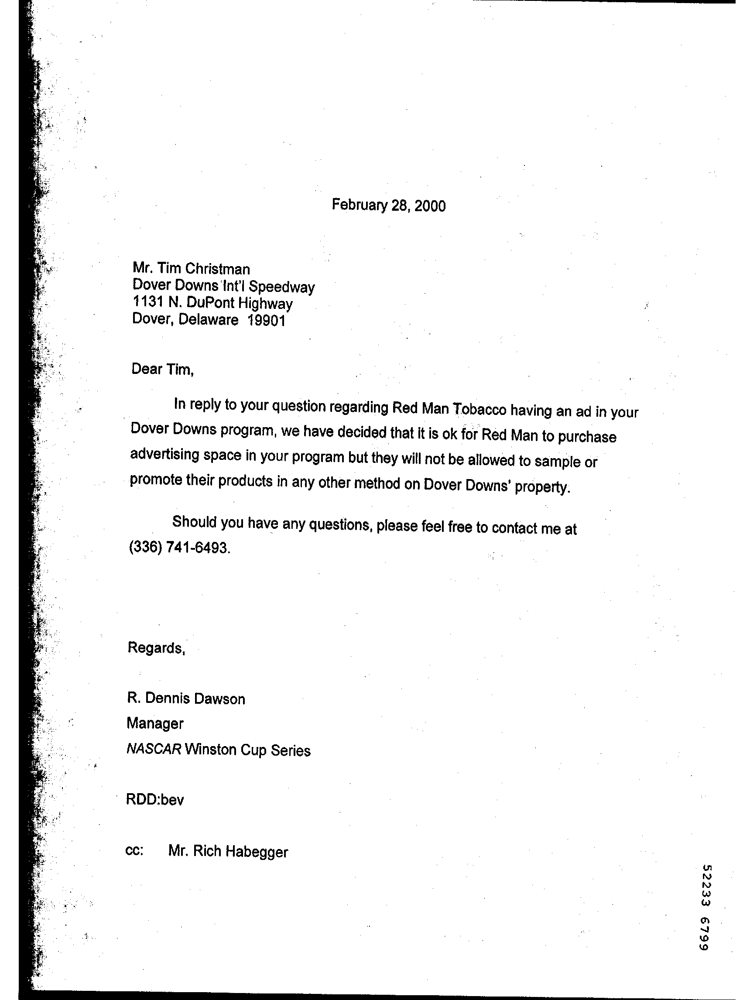 February 28, 2000
Mr. Tim Christman
Dover Downs Int'l Speedway
1131 N. DuPont Highway
Dover, Delaware 19901
Dear Tim,
In reply to your question regarding Red Man Tobacco having an ad in your
Dover Downs program, we have decided that it is ok for Red Man to purchase
advertising space in your program but they will not be allowed to sample or
promote their products in any other method on Dover Downs' property.
Should you have any questions, please feel free to contact me at
(336) 741-6493.
Regards,
R. Dennis Dawson
Manager
NASCAR Winston Cup Series
RDD:bev
cc: Mr. Rich Habegger
52233 6799